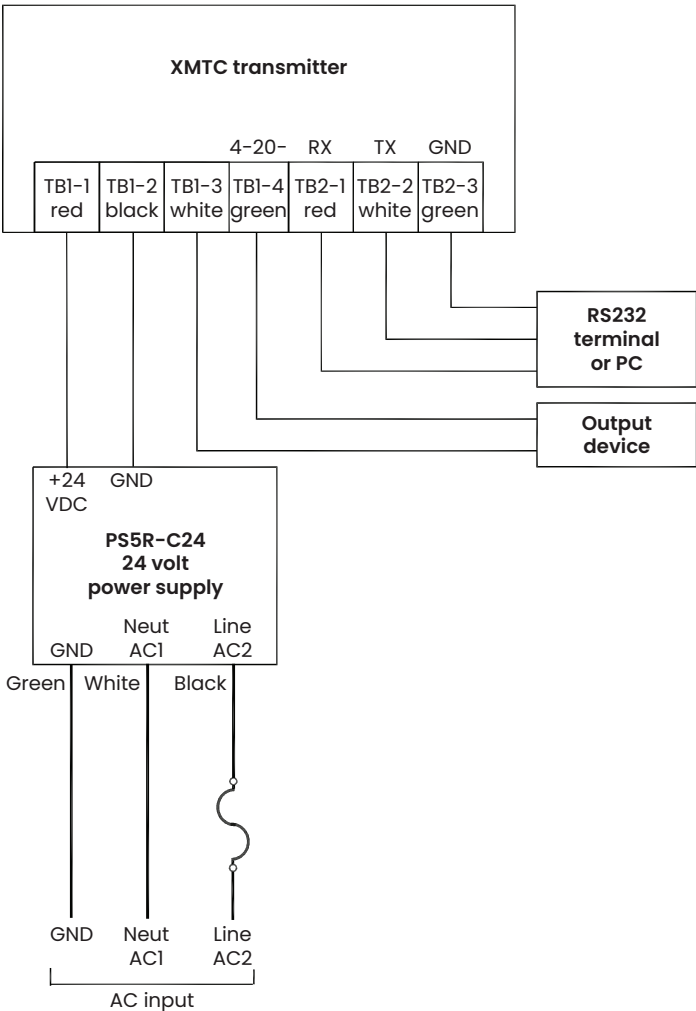 XMTC transmitter
4-20- RX TX GND
TB1-1 TB1-2 TB1-3 TB1-4 TB2-1 TB2-2 TB2-3
red black white green red white green
RS232
terminal
or PC
Output
device
+24 GND
VDC
PS5R-C24
24 volt
power supply
Neut Line
GND AC1 AC2
Green White Black
GND Neut Line
AC1 AC2
AC input